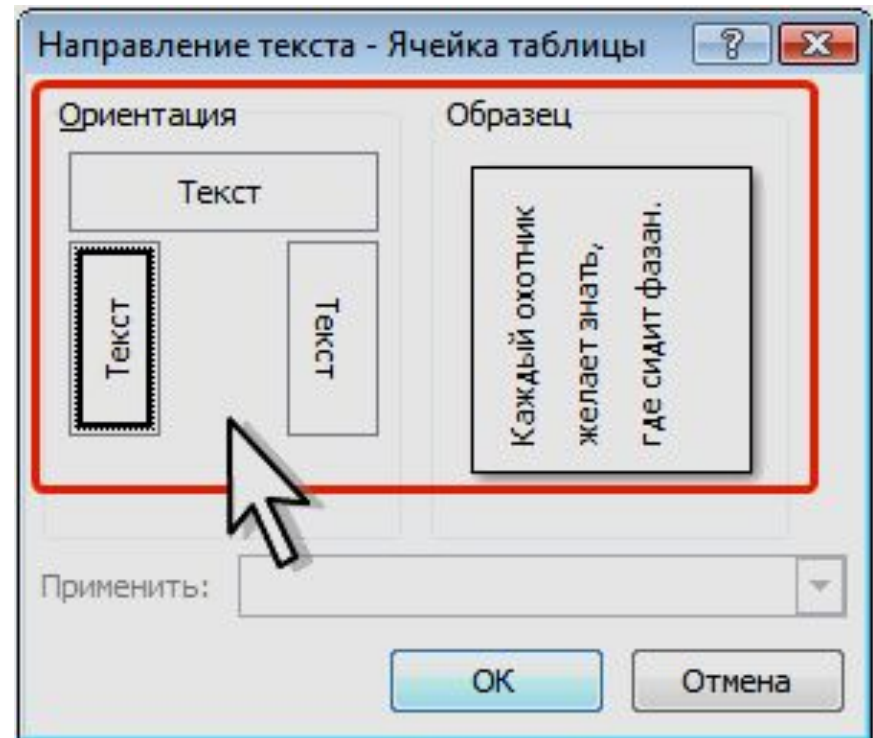 Направление текста - Ячейка таблицы
Ориентация
Текст
Текст
Текст
Образец
Каждый охотник
желает знать,
где сидит фазан.
Применить:
ОК
Отмена